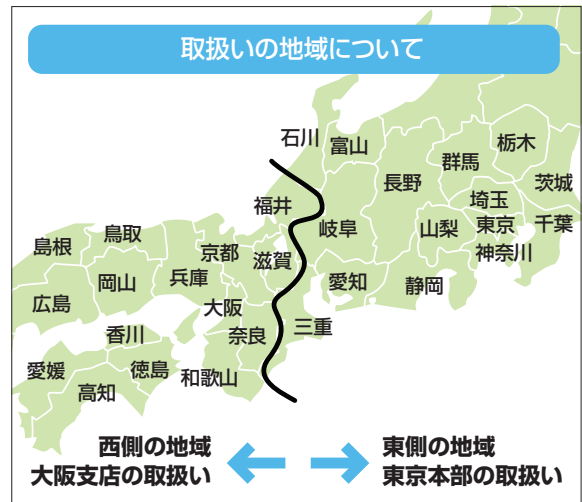 取扱いの地域について
石川
富山
栃木
群馬
長野
茨城
埼玉
福井
岐阜
山梨
東京
千葉
島根
鳥取
京都
滋賀
神奈川
岡山
兵庫
愛知
静岡
広島
大阪
香川
奈良
三重
愛媛
徳島
和歌山
高知
西側の地域
大阪支店の取扱い
東側の地域
東京本部の取扱い